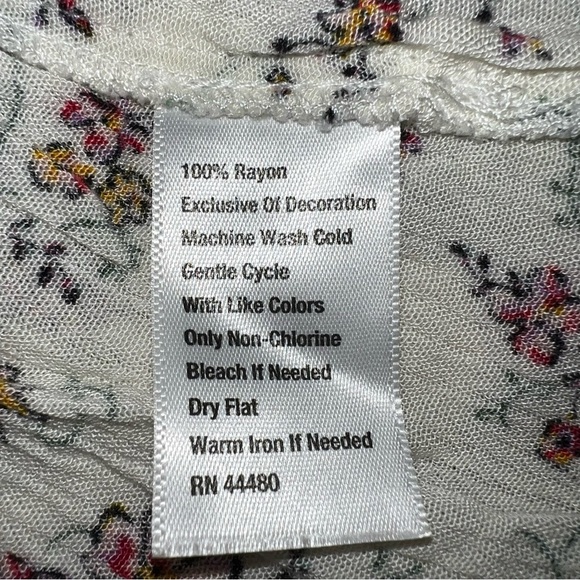 100% Rayon
Exclusive Of Decoration
Machine Wash Cold
Gentle Cycle
With Like Colors
Only Non-Chlorine
Bleach If Needed
Dry Flat
Warm Iron If Needed
RN 44480